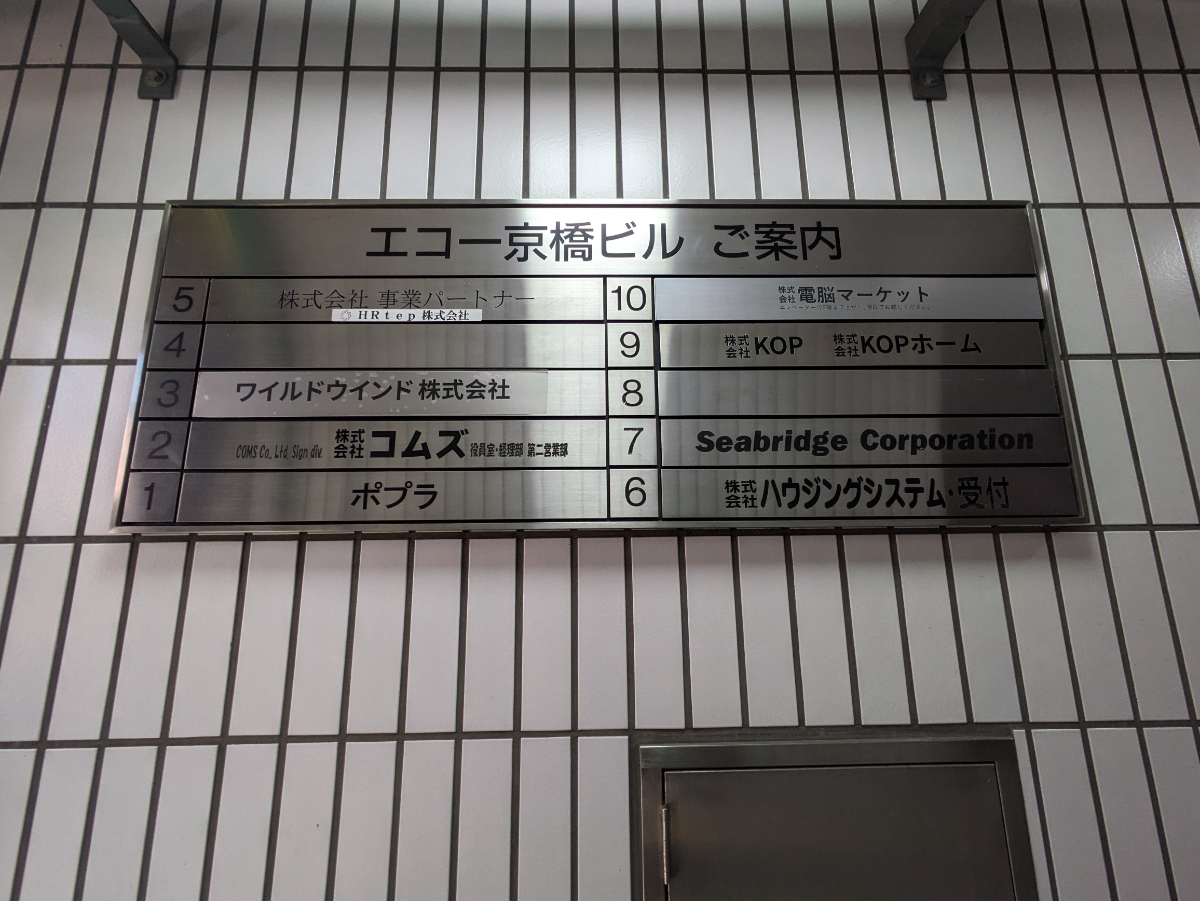 エコー京橋ビル ご案内
5 株式会社 事業パートナー
HRtep 株式会社
4
3 ワイルドウインド 株式会社
2 COMS Co., Ltd. Sign div. 株式会社 コムズ 役員室・経理部 第二営業部
1 ポプラ
10 株式会社 電脳マーケット
9 株式会社 KOP 株式会社 KOPホーム
8
7 Seabridge Corporation
6 株式会社 ハウジングシステム・受付